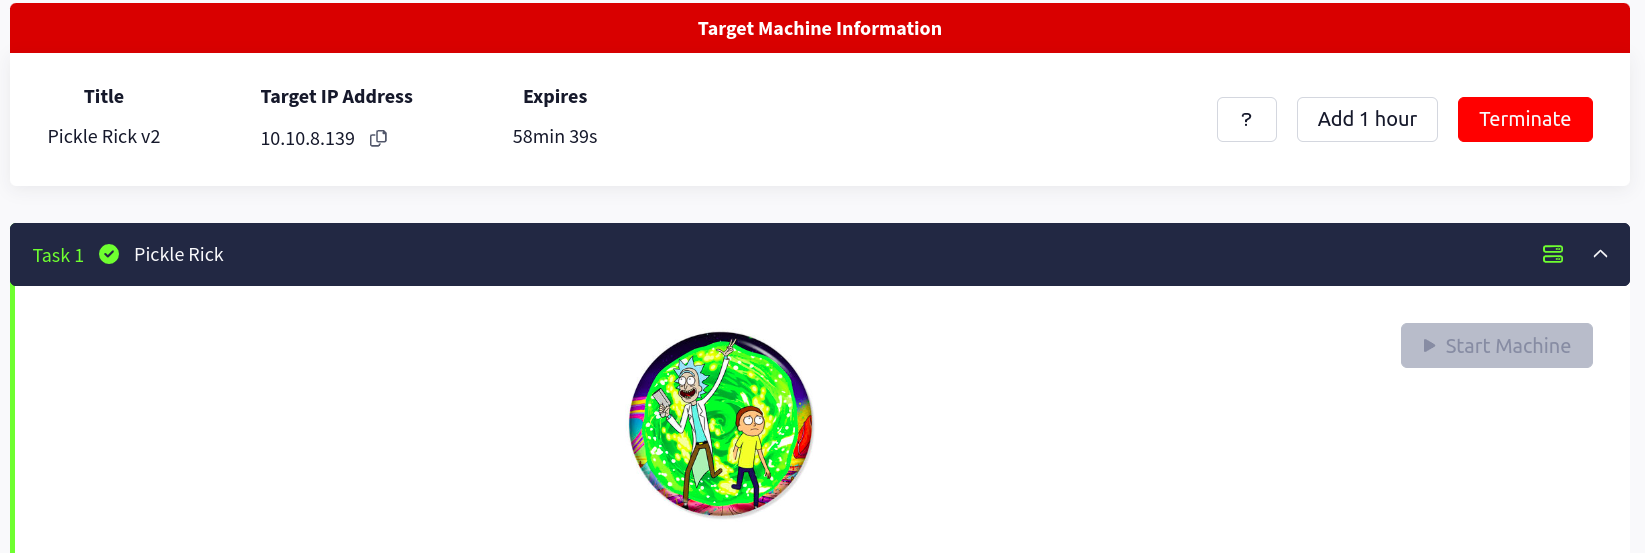 Target Machine Information
Title Target IP Address Expires
Pickle Rick v2 10.10.8.139 58min 39s ? Add 1 hour Terminate
Task 1 Pickle Rick
Start Machine